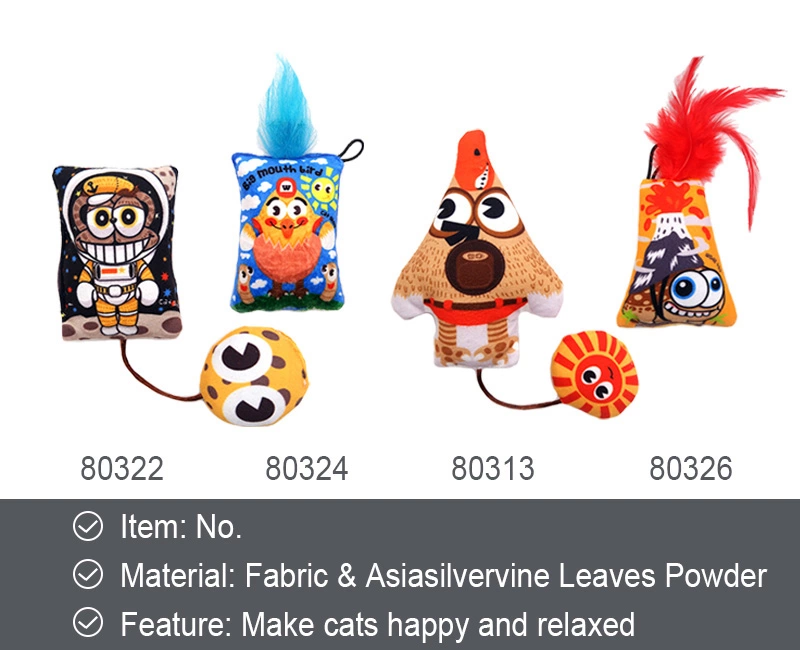 Big mouth bird
W
80322
80324
80313
80326
Item: No.
Material: Fabric & Asiasilvervine Leaves Powder
Feature: Make cats happy and relaxed